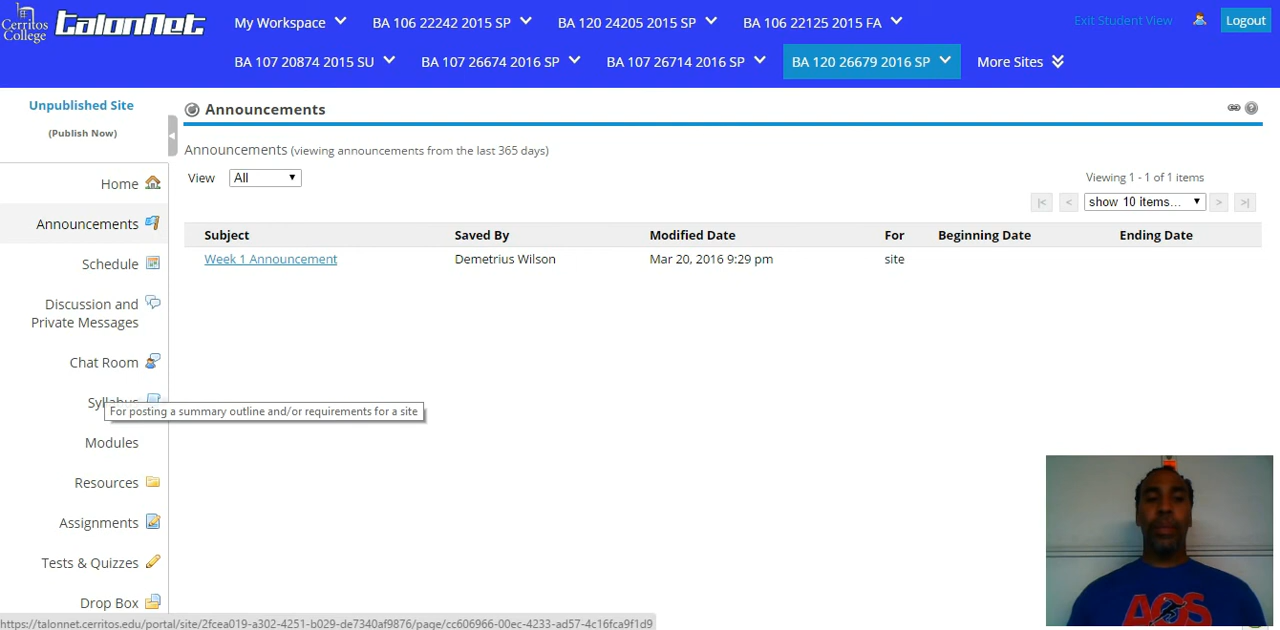 Cerritos College talonNet
My Workspace BA 106 22242 2015 SP BA 120 24205 2015 SP BA 106 22125 2015 FA Exit Student View Logout
BA 107 20874 2015 SU BA 107 26674 2016 SP BA 107 26714 2016 SP BA 120 26679 2016 SP More Sites
Unpublished Site
(Publish Now)
Home
Announcements
Schedule
Discussion and
Private Messages
Chat Room
Syllabus
For posting a summary outline and/or requirements for a site
Modules
Resources
Assignments
Tests & Quizzes
Drop Box
Announcements
Announcements (viewing announcements from the last 365 days)
View All
Viewing 1 - 1 of 1 items
|< < show 10 items... > >|
Subject Saved By Modified Date For Beginning Date Ending Date
Week 1 Announcement Demetrius Wilson Mar 20, 2016 9:29 pm site
AOS
https://talonnet.cerritos.edu/portal/site/2fcea019-a302-4251-b029-de7340af9876/page/cc606966-00ec-4233-ad57-4c16fca9f1d9